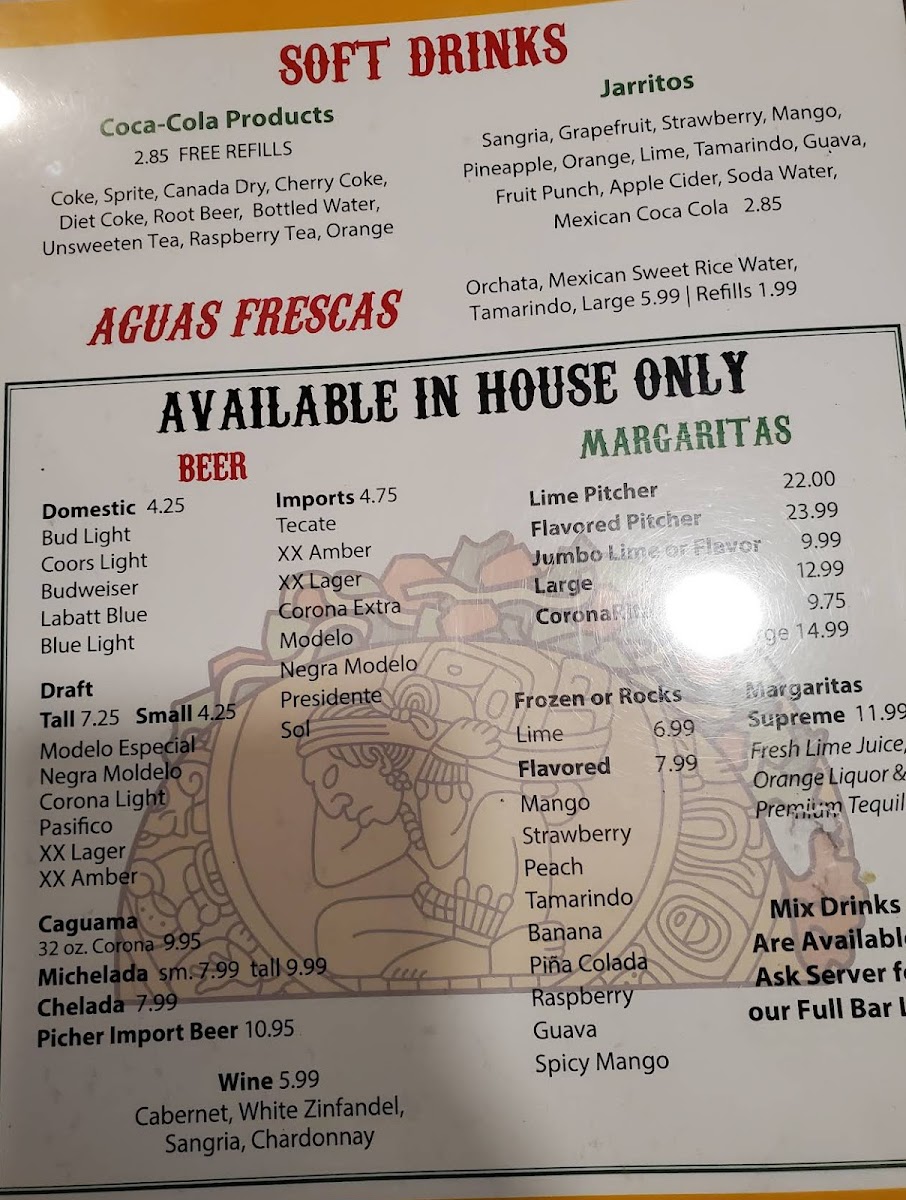 SOFT DRINKS
Coca-Cola Products
2.85 FREE REFILLS
Coke, Sprite, Canada Dry, Cherry Coke,
Diet Coke, Root Beer, Bottled Water,
Unsweeten Tea, Raspberry Tea, Orange
Jarritos
Sangria, Grapefruit, Strawberry, Mango,
Pineapple, Orange, Lime, Tamarindo, Guava,
Fruit Punch, Apple Cider, Soda Water,
Mexican Coca Cola 2.85
AGUAS FRESCAS
Orchata, Mexican Sweet Rice Water,
Tamarindo, Large 5.99 | Refills 1.99
AVAILABLE IN HOUSE ONLY
BEER
Domestic 4.25
Bud Light
Coors Light
Budweiser
Labatt Blue
Blue Light
Draft
Tall 7.25 Small 4.25
Modelo Especial
Negra Moldelo
Corona Light
Pasifico
XX Lager
XX Amber
Caguama
32 oz. Corona 9.95
Michelada sm. 7.99 tall 9.99
Chelada 7.99
Picher Import Beer 10.95
Imports 4.75
Tecate
XX Amber
XX Lager
Corona Extra
Modelo
Negra Modelo
Presidente
Sol
Wine 5.99
Cabernet, White Zinfandel,
Sangria, Chardonnay
MARGARITAS
Lime Pitcher 22.00
Flavored Pitcher 23.99
Jumbo Lime or Flavor 9.99
Large 12.99
9.75
14.99
Frozen or Rocks
Lime 6.99
Flavored 7.99
Mango
Strawberry
Peach
Tamarindo
Banana
Piña Colada
Raspberry
Guava
Spicy Mango
Margaritas
Supreme 11.99
Fresh Lime Juice,
Orange Liquor &
Premium
Mix Drinks
Are
Ask Server
our Full Bar